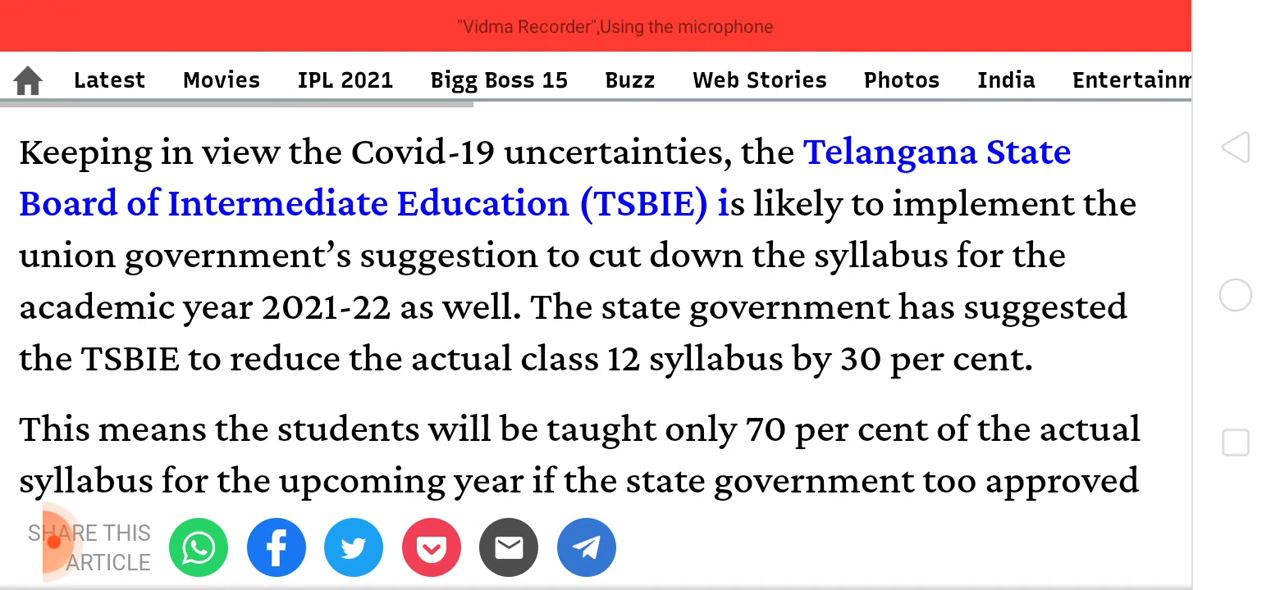 "Vidma Recorder",Using the microphone
Latest Movies IPL 2021 Bigg Boss 15 Buzz Web Stories Photos India Entertainm
Keeping in view the Covid-19 uncertainties, the Telangana State
Board of Intermediate Education (TSBIE) is likely to implement the
union government’s suggestion to cut down the syllabus for the
academic year 2021-22 as well. The state government has suggested
the TSBIE to reduce the actual class 12 syllabus by 30 per cent.
This means the students will be taught only 70 per cent of the actual
syllabus for the upcoming year if the state government too approved
SHARE THIS
ARTICLE